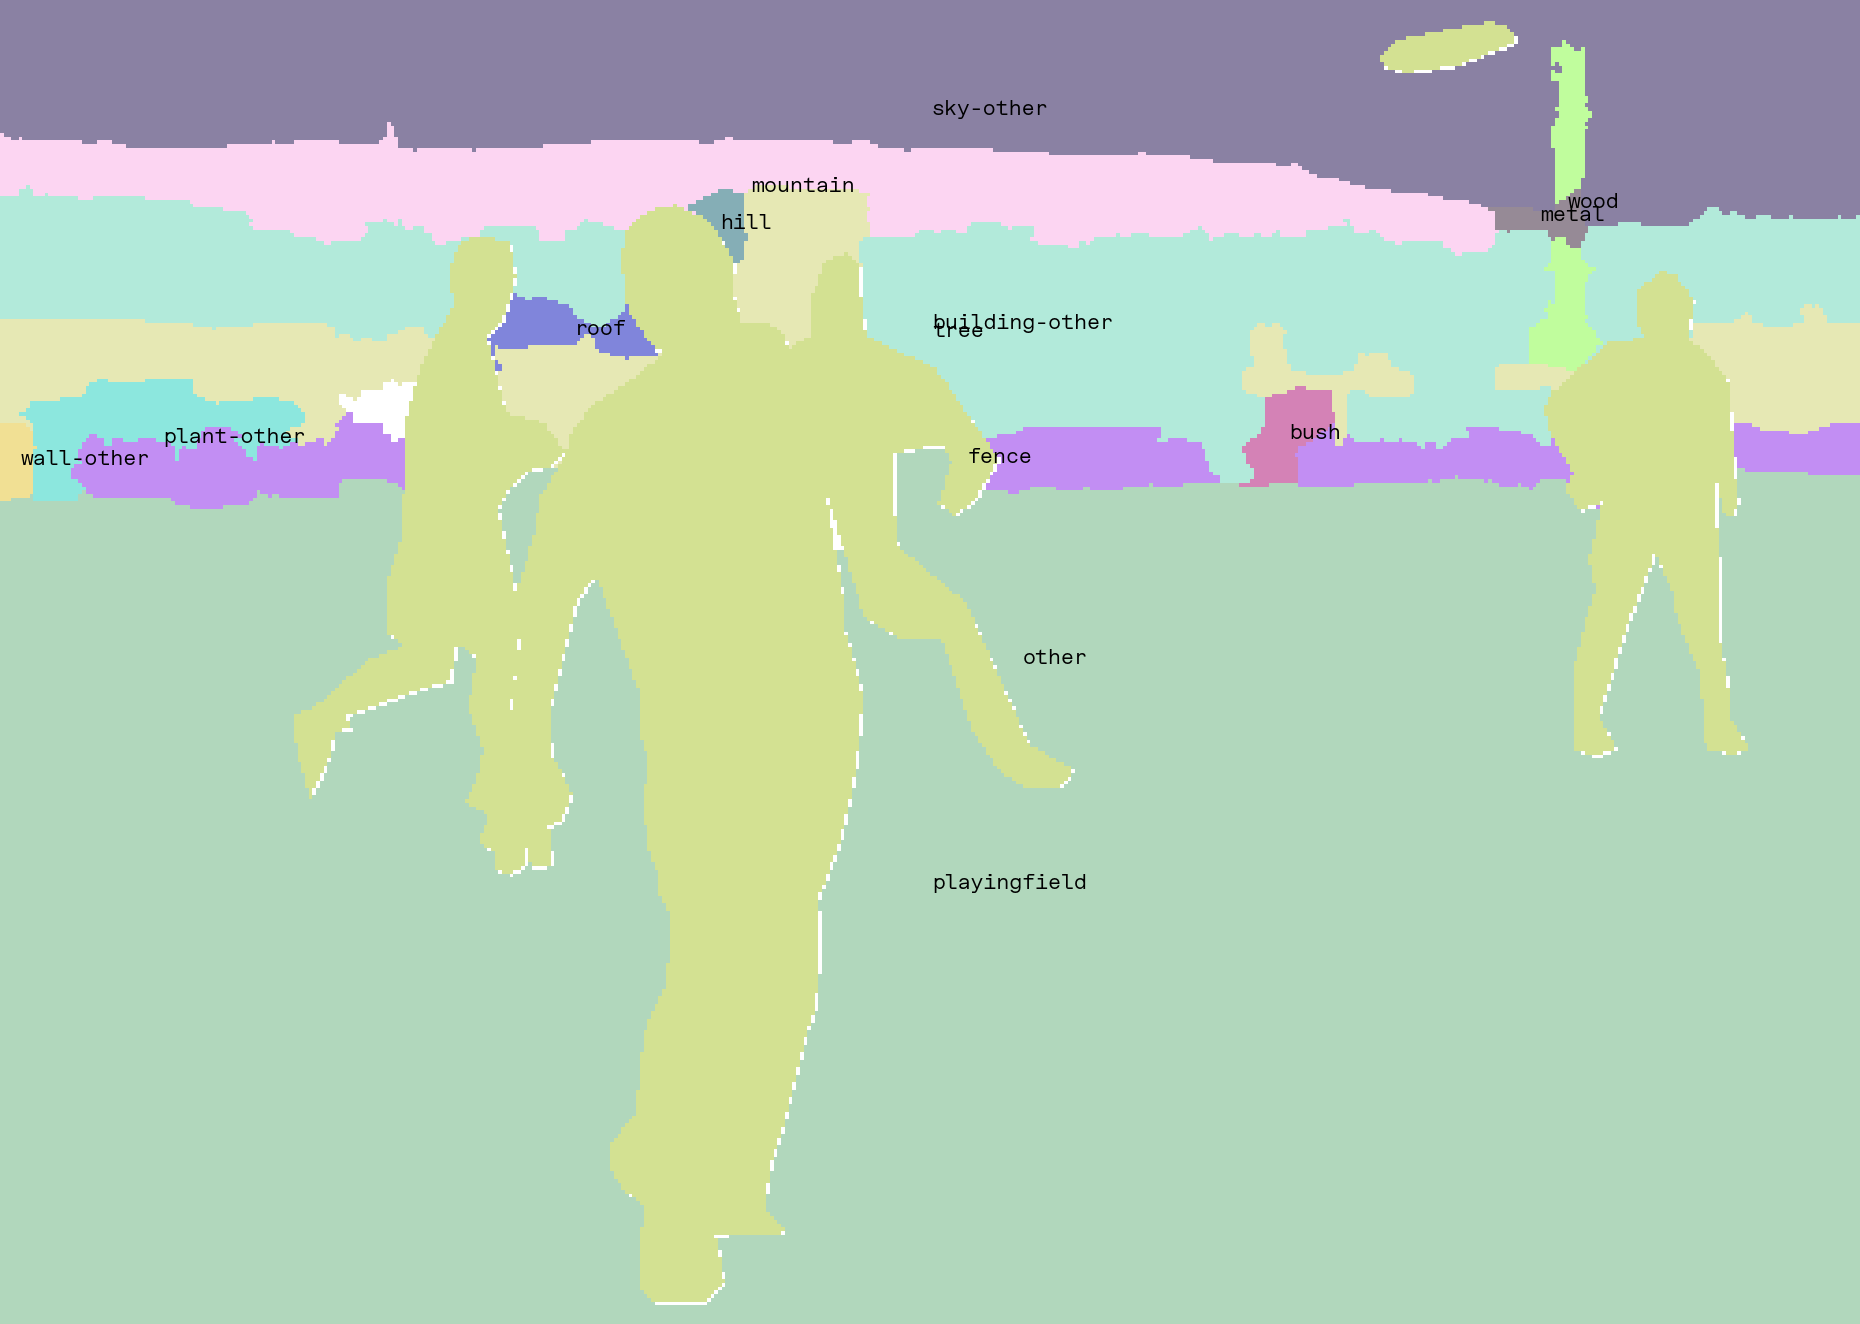 sky-other
mountain
wood
metal
hill
building-other
tree
roof
bush
plant-other
fence
wall-other
other
playingfield